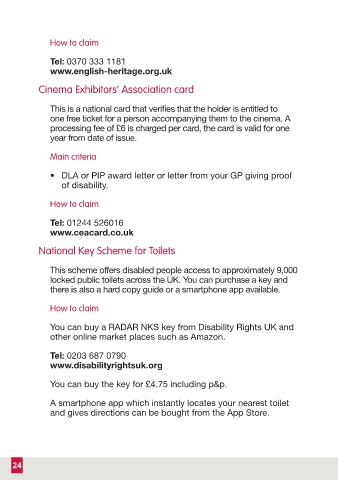 How to claim
Tel: 0370 333 1181
www.english-heritage.org.uk
Cinema Exhibitors' Association card
This is a national card that verifies that the holder is entitled to
one free ticket for a person accompanying them to the cinema. A
processing fee of £6 is charged per card, the card is valid for one
year from date of issue.
Main criteria
• DLA or PIP award letter or letter from your GP giving proof
of disability.
How to claim
Tel: 01244 526016
www.ceacard.co.uk
National Key Scheme for Toilets
This scheme offers disabled people access to approximately 9,000
locked public toilets across the UK. You can purchase a key and
there is also a hard copy guide or a smartphone app available.
How to claim
You can buy a RADAR NKS key from Disability Rights UK and
other online market places such as Amazon.
Tel: 0203 687 0790
www.disabilityrightsuk.org
You can buy the key for £4.75 including p&p.
A smartphone app which instantly locates your nearest toilet
and gives directions can be bought from the App Store.
24